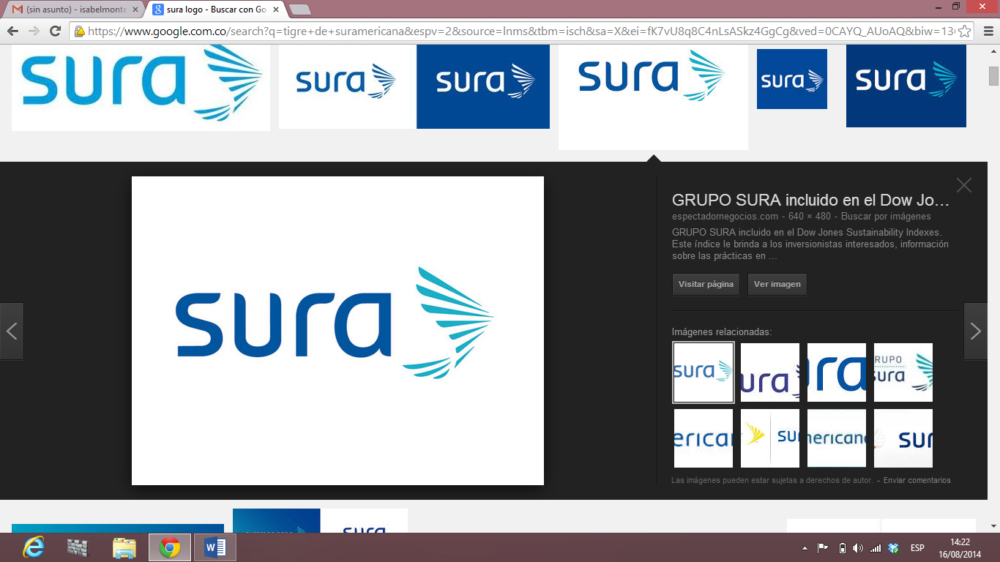 (sin asunto) - isabelmonte
sura logo - Buscar con Go
https://www.google.com.co/search?q=tigre+de+suramericana&espv=2&source=lnms&tbm=isch&sa=X&ei=fK7vU8q8C4nLsASkz4GgCg&ved=0CAYQ_AUoAQ&biw=13
sura
sura
sura
sura
sura
sura
sura
GRUPO SURA incluido en el Dow Jo...
espectadornegocios.com - 640 × 480 - Buscar por imágenes
GRUPO SURA incluido en el Dow Jones Sustainability Indexes.
Este índice le brinda a los inversionistas interesados, información
sobre las prácticas en ...
Visitar página
Ver imagen
Imágenes relacionadas:
sura
ura
ura
RUPO
sura
erica
su
merican
sur
Las imágenes pueden estar sujetas a derechos de autor. - Enviar comentarios
sura
ESP
14:22
16/08/2014